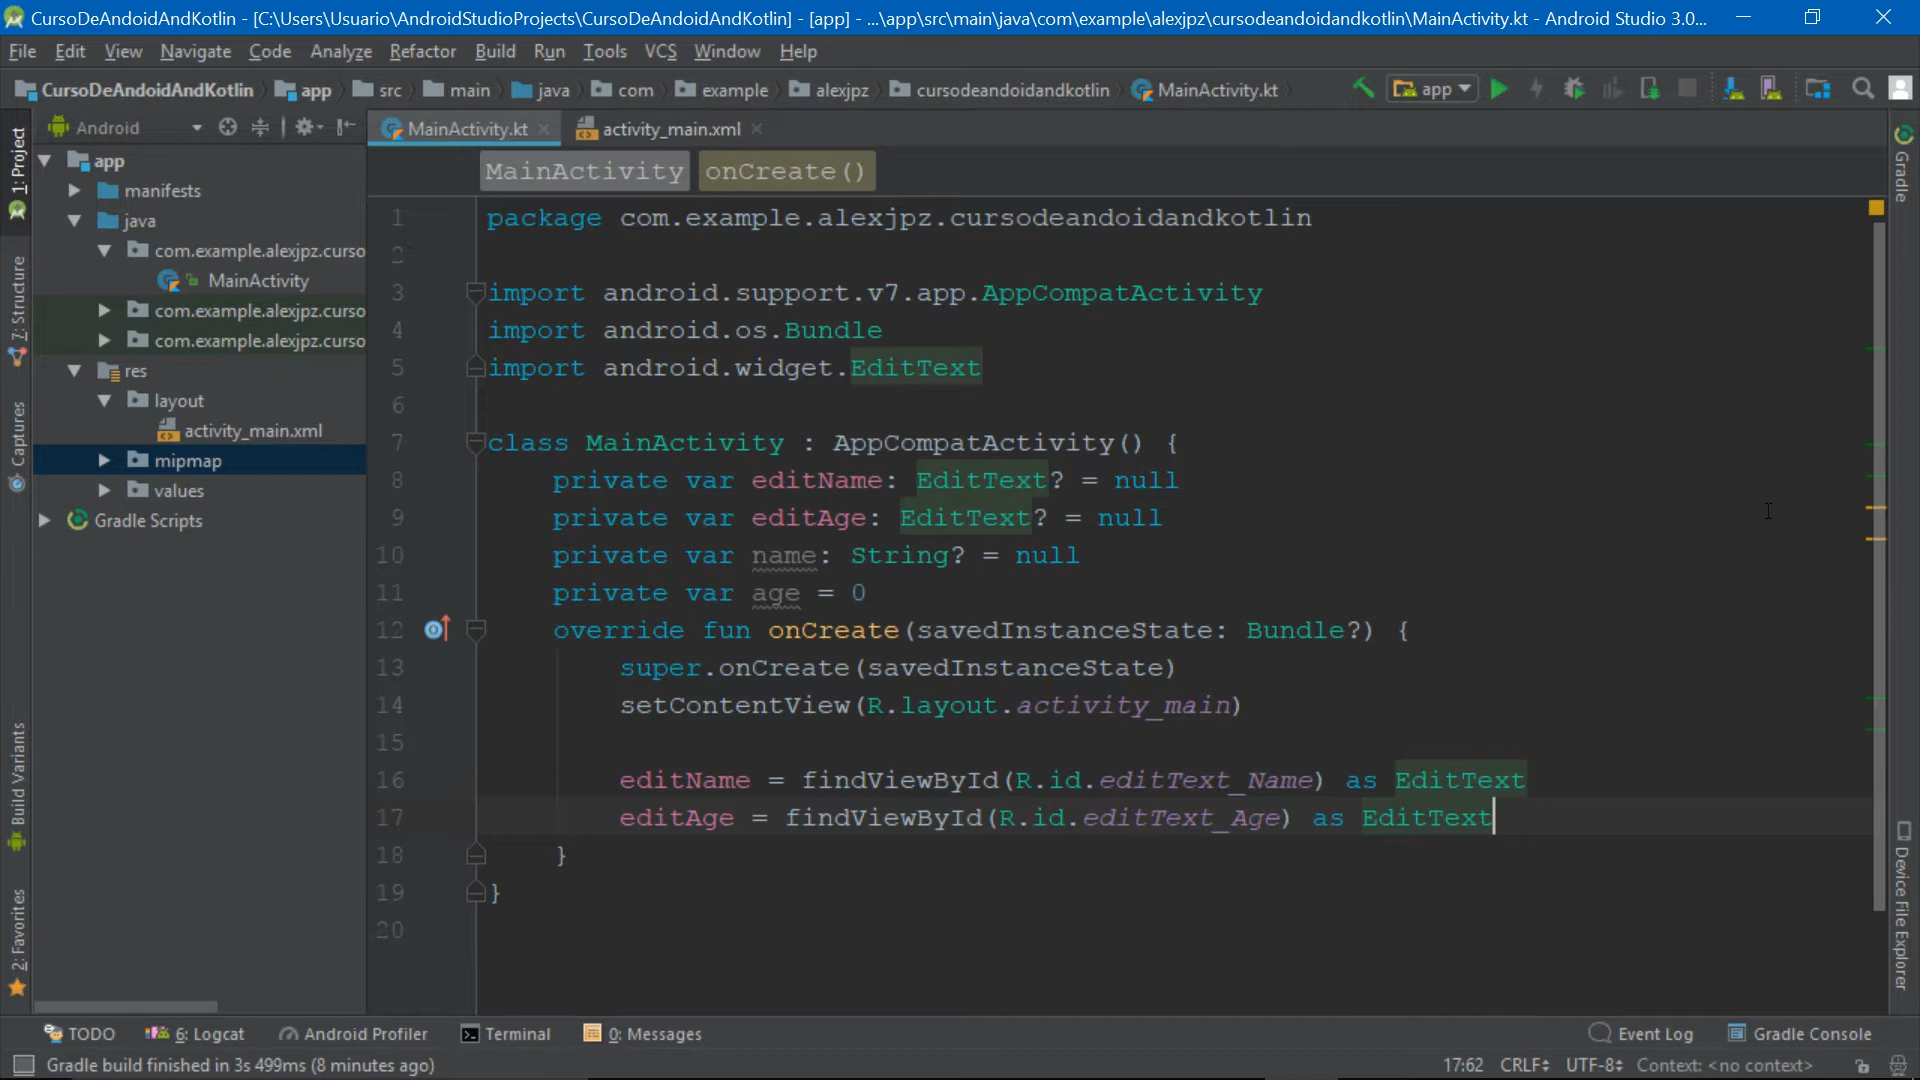 CursoDeAndoidAndKotlin - [C:\Users\Usuario\AndroidStudioProjects\CursoDeAndoidAndKotlin] - [app] - ...\app\src\main\java\com\example\alexjpz\cursodeandoidandkotlin\MainActivity.kt - Android Studio 3.0...
File Edit View Navigate Code Analyze Refactor Build Run Tools VCS Window Help
CursoDeAndoidAndKotlin app src main java com example alexjpz cursodeandoidandkotlin MainActivity.kt app
1: Project
7: Structure
Captures
Build Variants
2: Favorites
Android
app
manifests
java
com.example.alexjpz.curso
MainActivity
com.example.alexjpz.curso
com.example.alexjpz.curso
res
layout
activity_main.xml
mipmap
values
Gradle Scripts
MainActivity.kt activity_main.xml
MainActivity onCreate()
1 package com.example.alexjpz.cursodeandoidandkotlin
2
3 import android.support.v7.app.AppCompatActivity
4 import android.os.Bundle
5 import android.widget.EditText
6
7 class MainActivity : AppCompatActivity() {
8 private var editName: EditText? = null
9 private var editAge: EditText? = null
10 private var name: String? = null
11 private var age = 0
12 override fun onCreate(savedInstanceState: Bundle?) {
13 super.onCreate(savedInstanceState)
14 setContentView(R.layout.activity_main)
15
16 editName = findViewById(R.id.editText_Name) as EditText
17 editAge = findViewById(R.id.editText_Age) as EditText
18 }
19 }
20
Gradle
Device File Explorer
TODO 6: Logcat Android Profiler Terminal 0: Messages Event Log Gradle Console
Gradle build finished in 3s 499ms (8 minutes ago) 17:62 CRLF UTF-8 Context: <no context>